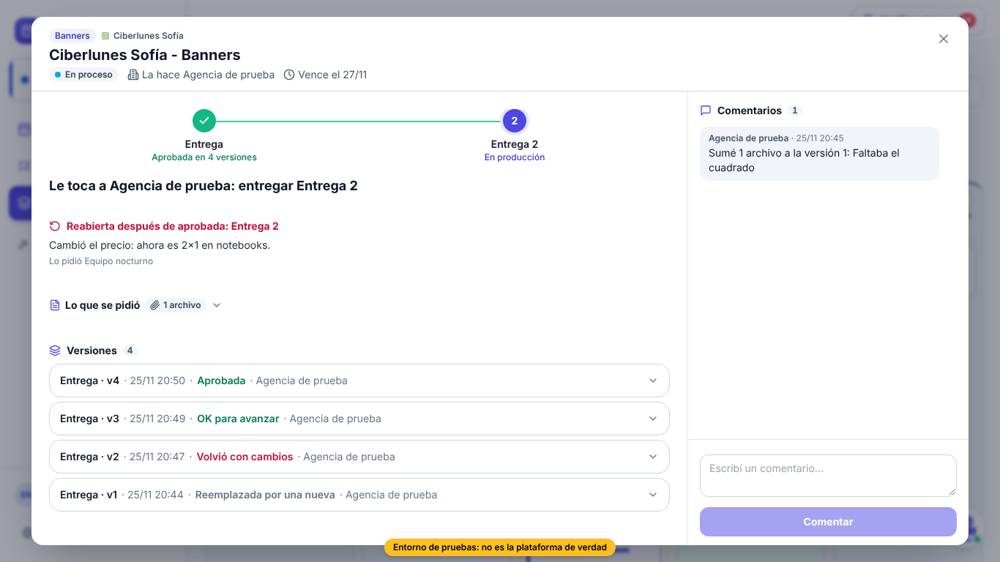 Banners Ciberlunes Sofía
Ciberlunes Sofía - Banners
En proceso La hace Agencia de prueba Vence el 27/11
2
Entrega
Aprobada en 4 versiones
Entrega 2
En producción
Le toca a Agencia de prueba: entregar Entrega 2
Reabierta después de aprobada: Entrega 2
Cambió el precio: ahora es 2×1 en notebooks.
Lo pidió Equipo nocturno
Lo que se pidió 1 archivo
Versiones 4
Entrega · v4 · 25/11 20:50 · Aprobada · Agencia de prueba
Entrega · v3 · 25/11 20:49 · OK para avanzar · Agencia de prueba
Entrega · v2 · 25/11 20:47 · Volvió con cambios · Agencia de prueba
Entrega · v1 · 25/11 20:44 · Reemplazada por una nueva · Agencia de prueba
Comentarios 1
Agencia de prueba · 25/11 20:45
Sumé 1 archivo a la versión 1: Faltaba el
cuadrado
Escribí un comentario...
Comentar
Entorno de pruebas: no es la plataforma de verdad